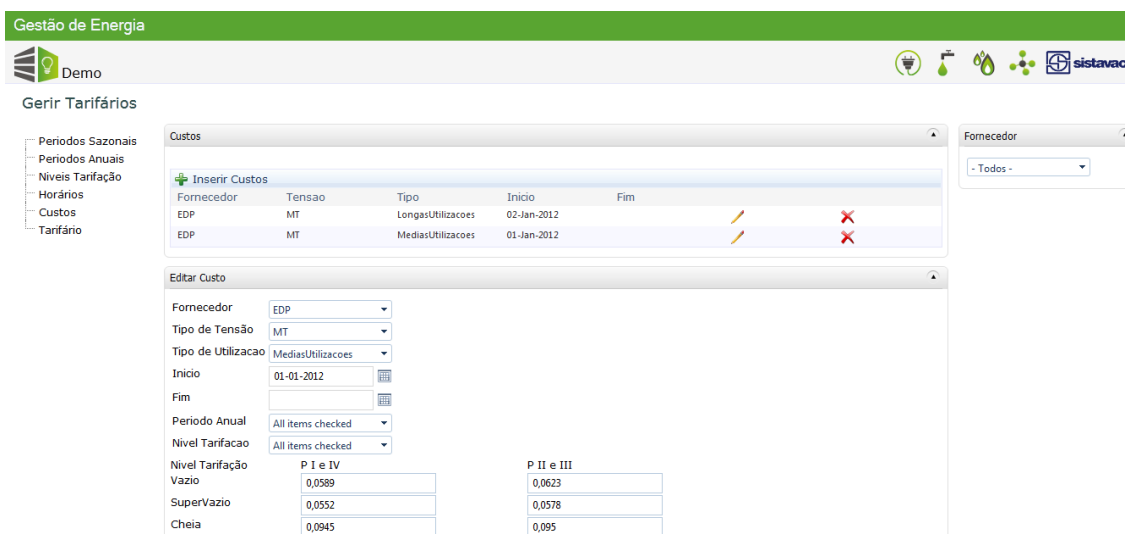 Gestão de Energia
Demo
sistavac
Gerir Tarifários
Periodos Sazonais
Periodos Anuais
Niveis Tarifação
Horários
Custos
Tarifário
Custos
Inserir Custos
Fornecedor Tensao Tipo Inicio Fim
EDP MT LongasUtilizacoes 02-Jan-2012
EDP MT MediasUtilizacoes 01-Jan-2012
Fornecedor
- Todos -
Editar Custo
Fornecedor EDP
Tipo de Tensão MT
Tipo de Utilizacao MediasUtilizacoes
Inicio 01-01-2012
Fim
Periodo Anual All items checked
Nivel Tarifacao All items checked
Nivel Tarifação P I e IV P II e III
Vazio 0,0589 0,0623
SuperVazio 0,0552 0,0578
Cheia 0,0945 0,095